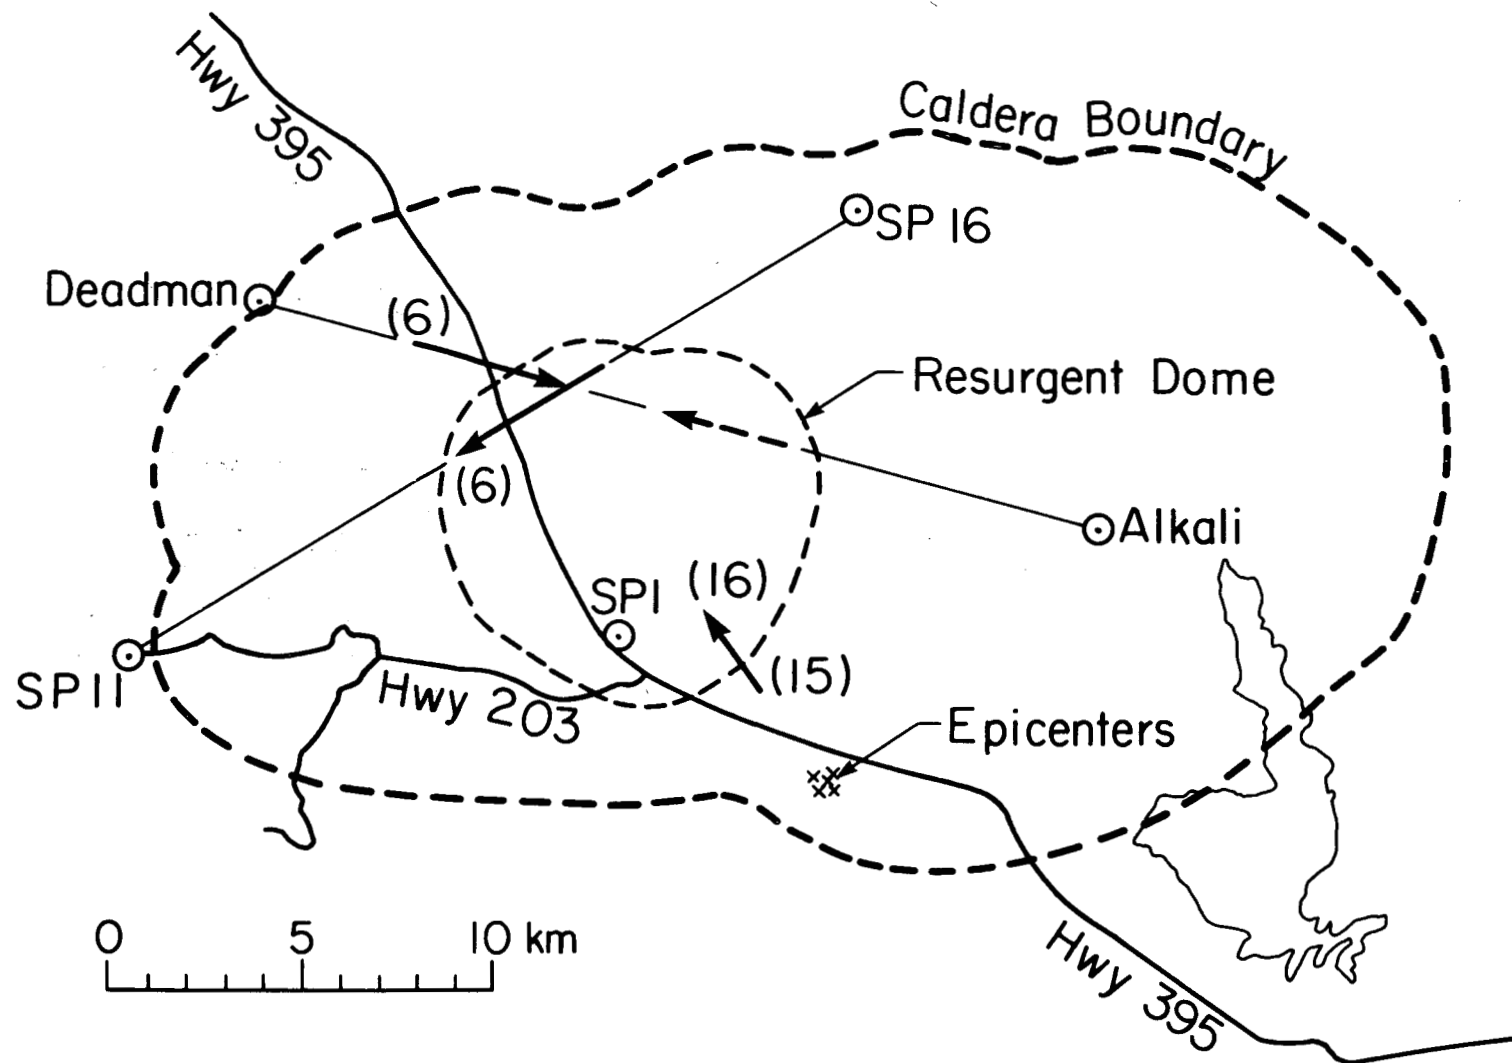 Hwy 395
Caldera Boundary
SP 16
Deadman
(6)
Resurgent Dome
(6)
Alkali
SP1
(16)
(15)
SP11
Hwy 203
Epicenters
0 5 10 km
Hwy 395